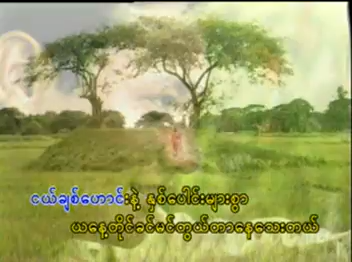 ငယ်ချစ်ဟောင်းနဲ့ နှစ်ပေါင်းများစွာ
ယနေ့တိုင်ခင်မင်တွယ်တာနေသေးတယ်